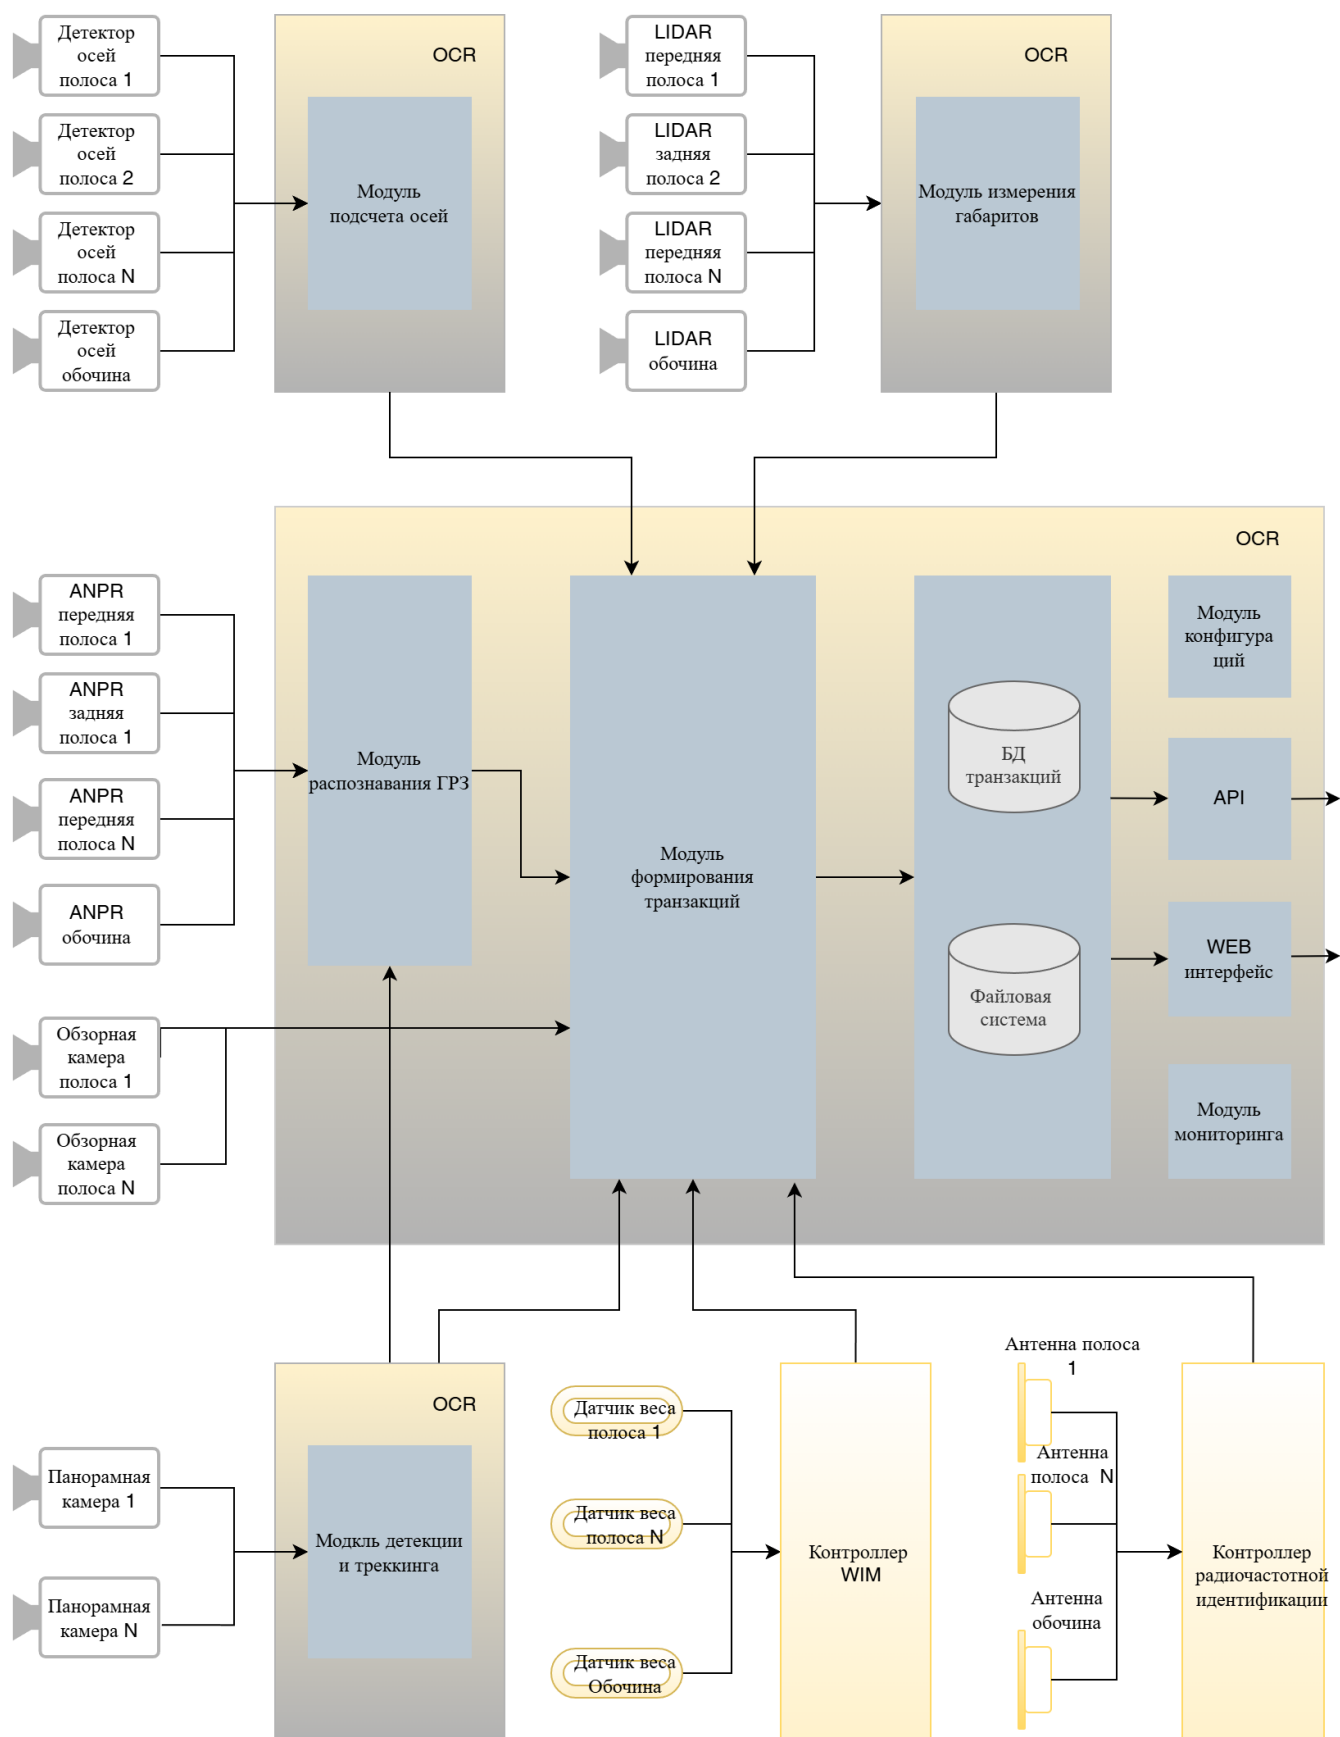 Детектор
осей
полоса 1
Детектор
осей
полоса 2
Детектор
осей
полоса N
Детектор
осей
обочина
OCR
Модуль
подсчета осей
LIDAR
передняя
полоса 1
LIDAR
задняя
полоса 2
LIDAR
передняя
полоса N
LIDAR
обочина
OCR
Модуль измерения
габаритов
OCR
ANPR
передняя
полоса 1
ANPR
задняя
полоса 1
ANPR
передняя
полоса N
ANPR
обочина
Обзорная
камера
полоса 1
Обзорная
камера
полоса N
Модуль
распознавания ГРЗ
Модуль
формирования
транзакций
БД
транзакций
Файловая
система
Модуль
конфигура
ций
API
WEB
интерфейс
Модуль
мониторинга
Панорамная
камера 1
Панорамная
камера N
OCR
Модкль детекции
и треккинга
Датчик веса
полоса 1
Датчик веса
полоса N
Датчик веса
Обочина
Контроллер
WIM
Антенна полоса
1
Антенна
полоса N
Антенна
обочина
Контроллер
радиочастотной
идентификации